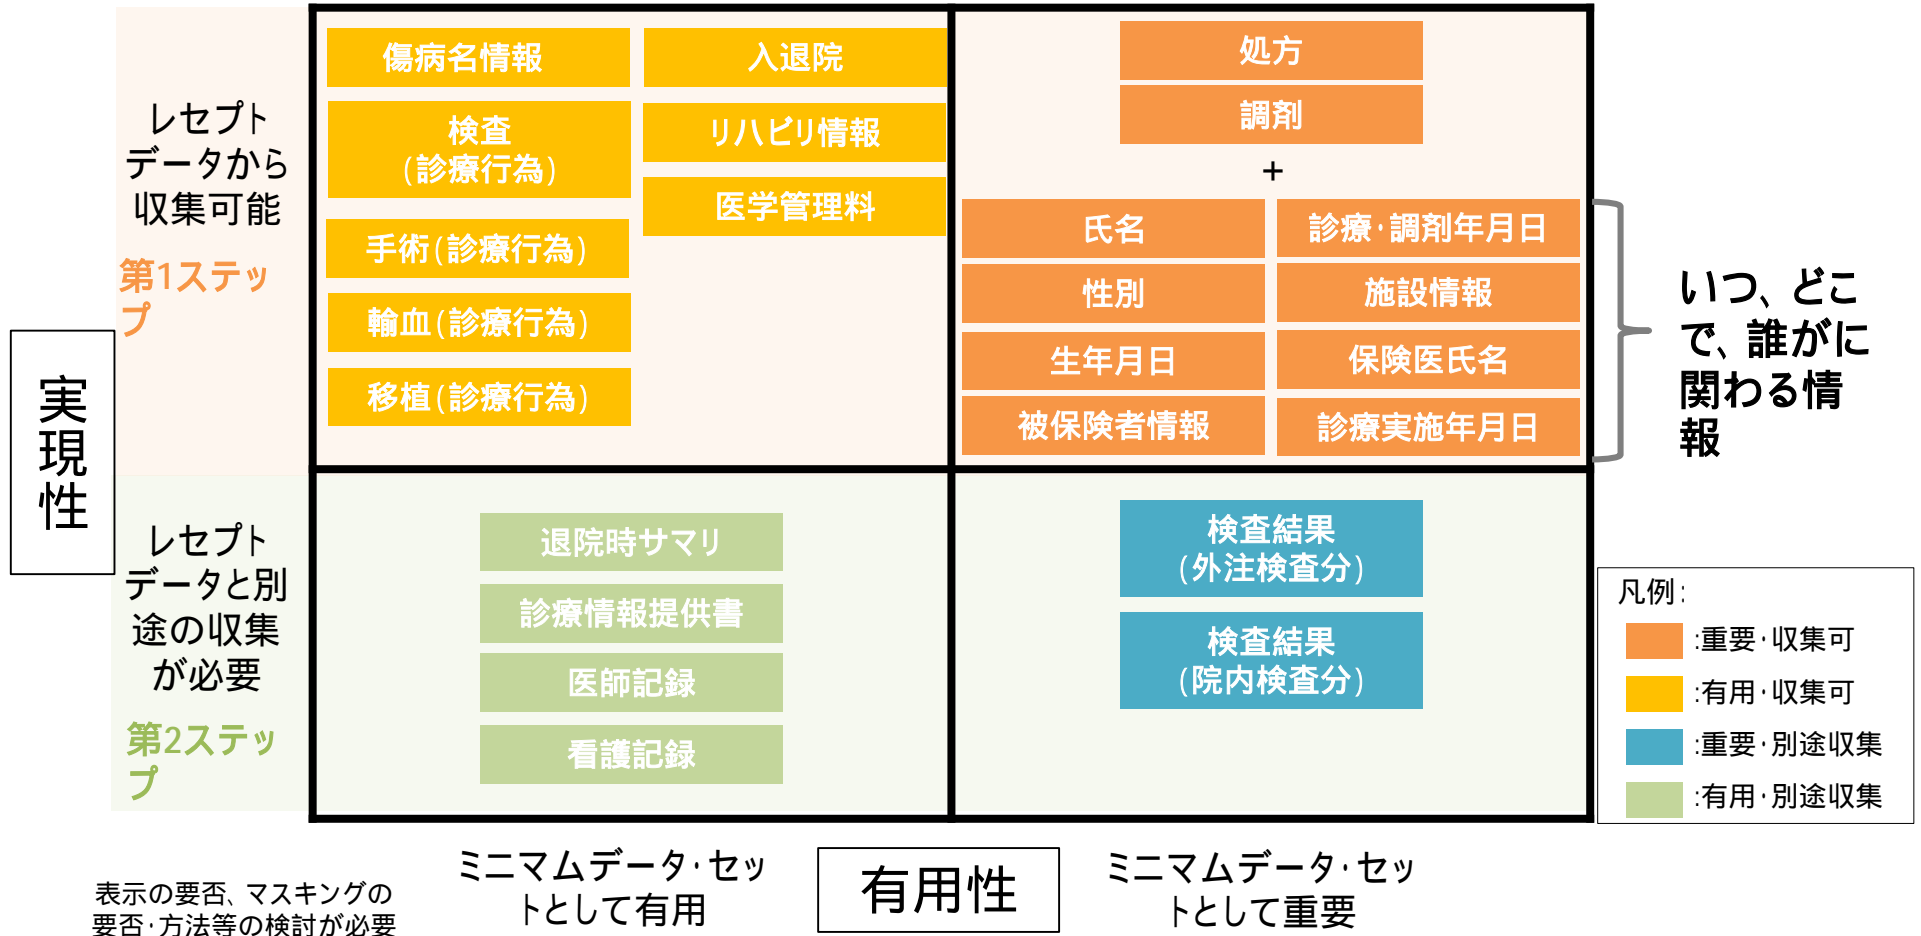 実
現
性
レセプト
データから
収集可能
第1ステッ
プ
傷病名情報
入退院
検査
(診療行為)
リハビリ情報
医学管理料
手術(診療行為)
輸血(診療行為)
移植(診療行為)
処方
調剤
+
氏名
診療・調剤年月日
性別
施設情報
生年月日
保険医氏名
被保険者情報
診療実施年月日
いつ、どこ
で、誰がに
関わる情
報
レセプト
データと別
途の収集
が必要
第2ステッ
プ
退院時サマリ
診療情報提供書
医師記録
看護記録
検査結果
(外注検査分)
検査結果
(院内検査分)
凡例:
:重要・収集可
:有用・収集可
:重要・別途収集
:有用・別途収集
ミニマムデータ・セッ
トとして有用
有用性
ミニマムデータ・セッ
トとして重要
表示の要否、マスキングの
要否・方法等の検討が必要